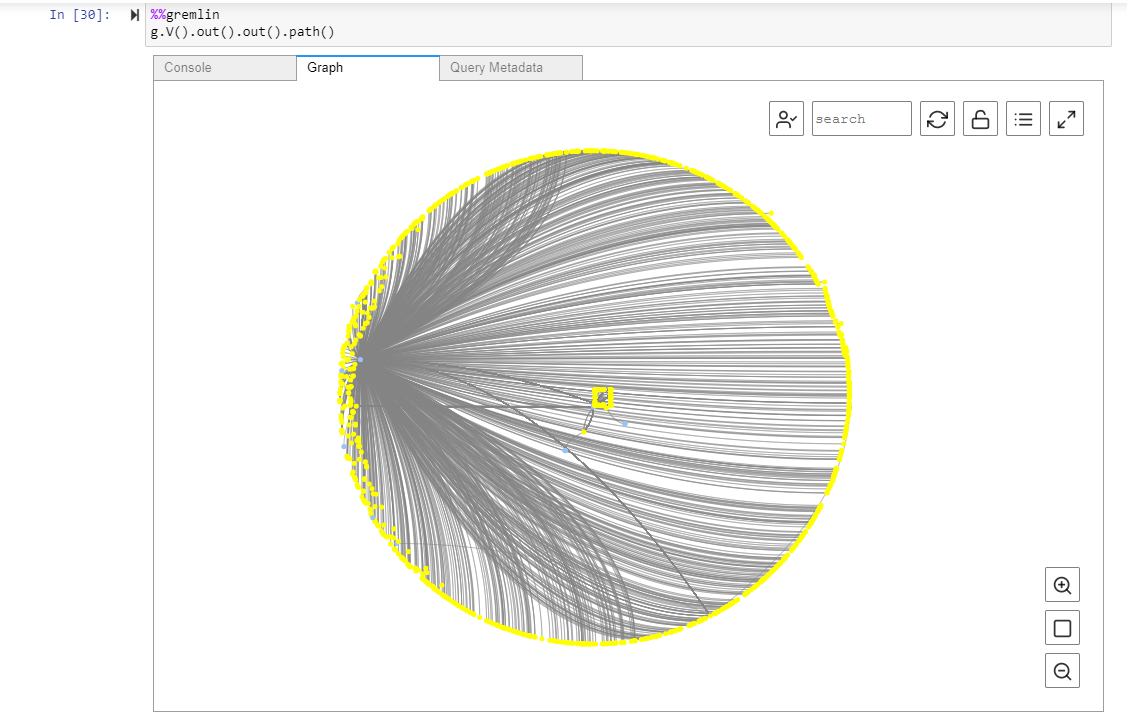 In [30]:
%%gremlin
g.V().out().out().path()
Console Graph Query Metadata
search